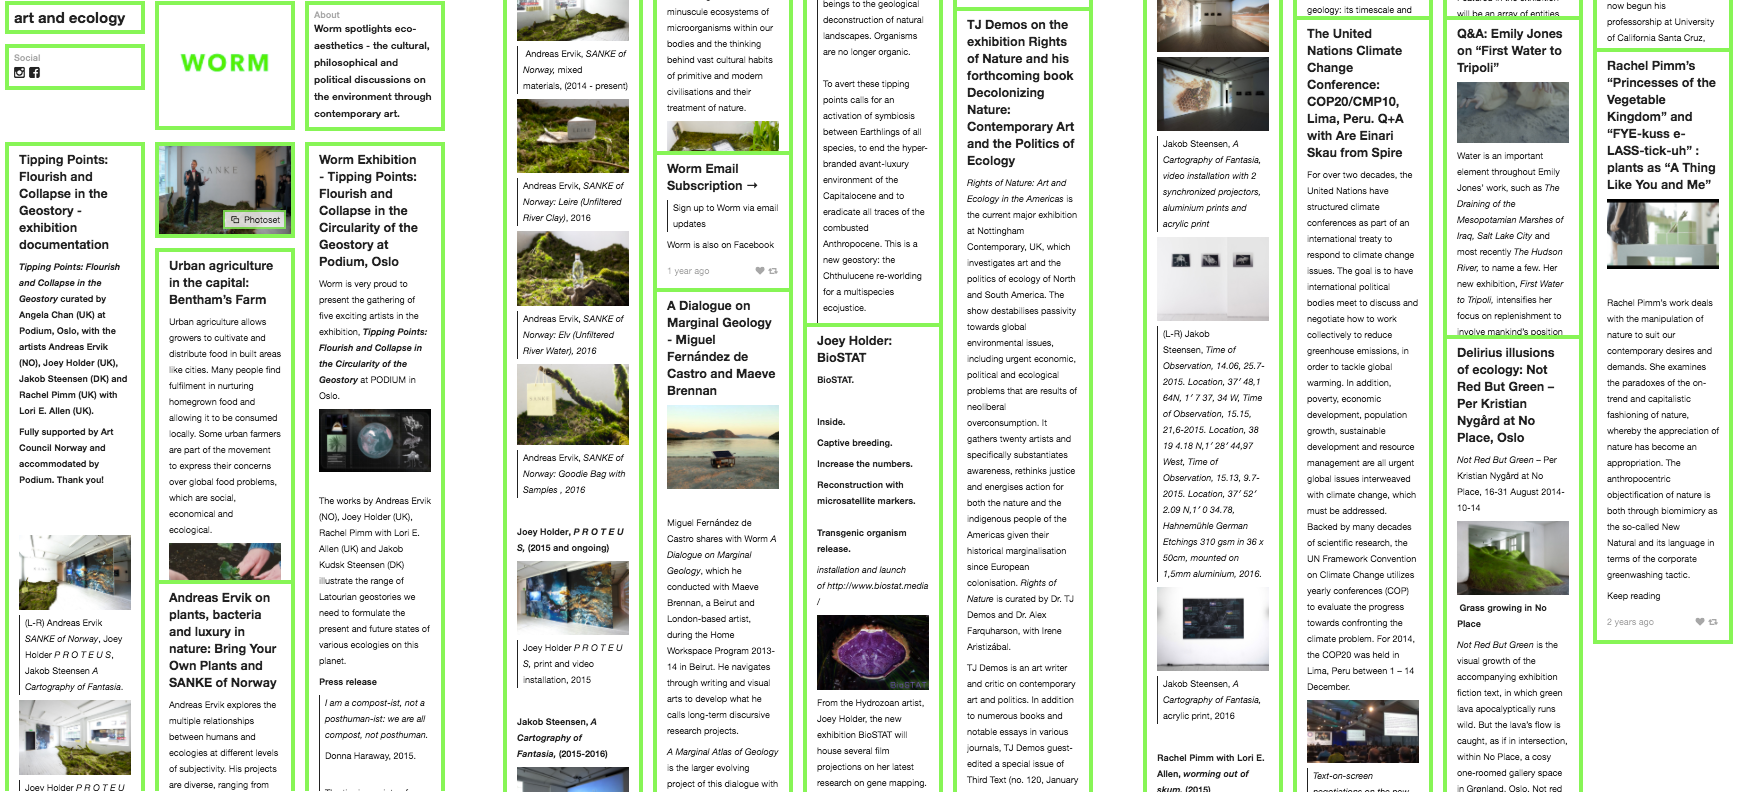 art and ecology
Social
WORM
About
Worm spotlights eco-
aesthetics - the cultural,
philosophical and
political discussions on
the environment through
contemporary art.
Tipping Points:
Flourish and
Collapse in the
Geostory -
exhibition
documentation
Tipping Points: Flourish
and Collapse in the
Geostory curated by
Angela Chan (UK) at
Podium, Oslo, with the
artists Andreas Ervik
(NO), Joey Holder (UK),
Jakob Steensen (DK) and
Rachel Pimm (UK) with
Lori E. Allen (UK).
Fully supported by Art
Council Norway and
accommodated by
Podium. Thank you!
(L-R) Andreas Ervik
SANKE of Norway, Joey
Holder P R O T E U S,
Jakob Steensen A
Cartography of Fantasia.
Joey Holder P R O T E U
SANKE
Photoset
Urban agriculture
in the capital:
Bentham's Farm
Urban agriculture allows
growers to cultivate and
distribute food in built areas
like cities. Many people find
fulfilment in nurturing
homegrown food and
allowing it to be consumed
locally. Some urban farmers
are part of the movement
to express their concerns
over global food problems,
which are social,
economical and
ecological.
Andreas Ervik on
plants, bacteria
and luxury in
nature: Bring Your
Own Plants and
SANKE of Norway
Andreas Ervik explores the
multiple relationships
between humans and
ecologies at different levels
of subjectivity. His projects
are diverse, ranging from
Worm Exhibition
- Tipping Points:
Flourish and
Collapse in the
Circularity of the
Geostory at
Podium, Oslo
Worm is very proud to
present the gathering of
five exciting artists in the
exhibition, Tipping Points:
Flourish and Collapse in
the Circularity of the
Geostory at PODIUM in
Oslo.
The works by Andreas Ervik
(NO), Joey Holder (UK),
Rachel Pimm with Lori E.
Allen (UK) and Jakob
Kudsk Steensen (DK)
illustrate the range of
Latourian geostories we
need to formulate the
present and future states of
various ecologies on this
planet.
Press release
I am a compost-ist, not a
posthuman-ist: we are all
compost, not posthuman.
Donna Haraway, 2015.
Andreas Ervik, SANKE of
Norway, mixed
materials, (2014 - present)
Andreas Ervik, SANKE of
Norway: Leire (Unfiltered
River Clay), 2016
Andreas Ervik, SANKE of
Norway: Elv (Unfiltered
River Water), 2016
Andreas Ervik, SANKE of
Norway: Goodie Bag with
Samples , 2016
Joey Holder, P R O T E U
S, (2015 and ongoing)
Joey Holder P R O T E U
S, print and video
installation, 2015
Jakob Steensen, A
Cartography of
Fantasia, (2015-2016)
minuscule ecosystems of
microorganisms within our
bodies and the thinking
behind vast cultural habits
of primitive and modern
civilisations and their
treatment of nature.
Worm Email
Subscription →
Sign up to Worm via email
updates
Worm is also on Facebook
1 year ago
A Dialogue on
Marginal Geology
- Miguel
Fernández de
Castro and Maeve
Brennan
Miguel Fernández de
Castro shares with Worm A
Dialogue on Marginal
Geology, which he
conducted with Maeve
Brennan, a Beirut and
London-based artist,
during the Home
Workspace Program 2013-
14 in Beirut. He navigates
through writing and visual
arts to develop what he
calls long-term discursive
research projects.
A Marginal Atlas of Geology
is the larger evolving
project of this dialogue with
beings to the geological
deconstruction of natural
landscapes. Organisms
are no longer organic.
To avert these tipping
points calls for an
activation of symbiosis
between Earthlings of all
species, to end the hyper-
branded avant-luxury
environment of the
Capitalocene and to
eradicate all traces of the
combusted
Anthropocene. This is a
new geostory: the
Chthulucene re-worlding
for a multispecies
ecojustice.
Joey Holder:
BioSTAT
BioSTAT.
Inside.
Captive breeding.
Increase the numbers.
Reconstruction with
microsatellite markers.
Transgenic organism
release.
installation and launch
of http://www.biostat.media
/
BioSTAT
From the Hydrozoan artist,
Joey Holder, the new
exhibition BioSTAT will
house several film
projections on her latest
research on gene mapping.
TJ Demos on the
exhibition Rights
of Nature and his
forthcoming book
Decolonizing
Nature:
Contemporary Art
and the Politics of
Ecology
Rights of Nature: Art and
Ecology in the Americas is
the current major exhibition
at Nottingham
Contemporary, UK, which
investigates art and the
politics of ecology of North
and South America. The
show destabilises passivity
towards global
environmental issues,
including urgent economic,
political and ecological
problems that are results of
neoliberal
overconsumption. It
gathers twenty artists and
specifically substantiates
awareness, rethinks justice
and energises action for
both the nature and the
indigenous people of the
Americas given their
historical marginalisation
since European
colonisation. Rights of
Nature is curated by Dr. TJ
Demos and Dr. Alex
Farquharson, with Irene
Aristizábal.
TJ Demos is an art writer
and critic on contemporary
art and politics. In addition
to numerous books and
notable essays in various
journals, TJ Demos guest-
edited a special issue of
Third Text (no. 120, January
Jakob Steensen, A
Cartography of Fantasia,
video installation with 2
synchronized projectors,
aluminium prints and
acrylic print
(L-R) Jakob
Steensen, Time of
Observation, 14.06, 25.7-
2015. Location, 37' 48,1
64N, 1' 7 37, 34 W, Time
of Observation, 15.15,
21,6-2015. Location, 38
19 4.18 N,1' 28' 44,97
West, Time of
Observation, 15.13, 9.7-
2015. Location, 37' 52'
2.09 N,1' 0 34.78,
Hahnemühle German
Etchings 310 gsm in 36 x
50cm, mounted on
1,5mm aluminium, 2016.
Jakob Steensen, A
Cartography of Fantasia,
acrylic print, 2016
Rachel Pimm with Lori E.
Allen, worming out of
skum, (2015)
geology: its timescale and
The United
Nations Climate
Change
Conference:
COP20/CMP10,
Lima, Peru. Q+A
with Are Einari
Skau from Spire
For over two decades, the
United Nations have
structured climate
conferences as part of an
international treaty to
respond to climate change
issues. The goal is to have
international political
bodies meet to discuss and
negotiate how to work
collectively to reduce
greenhouse emissions, in
order to tackle global
warming. In addition,
poverty, economic
development, population
growth, sustainable
development and resource
management are all urgent
global issues interweaved
with climate change, which
must be addressed.
Backed by many decades
of scientific research, the
UN Framework Convention
on Climate Change utilizes
yearly conferences (COP)
to evaluate the progress
towards confronting the
climate problem. For 2014,
the COP20 was held in
Lima, Peru between 1 – 14
December.
Text-on-screen
negotiations on the new
will be an array of entities
Q&A: Emily Jones
on “First Water to
Tripoli”
Water is an important
element throughout Emily
Jones’ work, such as The
Draining of the
Mesopotamian Marshes of
Iraq, Salt Lake City and
most recently The Hudson
River, to name a few. Her
new exhibition, First Water
to Tripoli, intensifies her
focus on replenishment to
involve mankind’s position
Delirius illusions
of ecology: Not
Red But Green –
Per Kristian
Nygård at No
Place, Oslo
Not Red But Green – Per
Kristian Nygård at No
Place, 16-31 August 2014-
10-14
Grass growing in No
Place
Not Red But Green is the
visual growth of the
accompanying exhibition
fiction text, in which green
lava apocalyptically runs
wild. But the lava’s flow is
caught, as if in intersection,
within No Place, a cosy
one-roomed gallery space
in Grønland, Oslo. Not red
now begun his
professorship at University
of California Santa Cruz,
Rachel Pimm’s
“Princesses of the
Vegetable
Kingdom” and
“FYE-kuss e-
LASS-tick-uh” :
plants as “A Thing
Like You and Me”
Rachel Pimm’s work deals
with the manipulation of
nature to suit our
contemporary desires and
demands. She examines
the paradoxes of the on-
trend and capitalistic
fashioning of nature,
whereby the appreciation of
nature has become an
appropriation. The
anthropocentric
objectification of nature is
both through biomimicry as
the so-called New
Natural and its language in
terms of the corporate
greenwashing tactic.
Keep reading
2 years ago